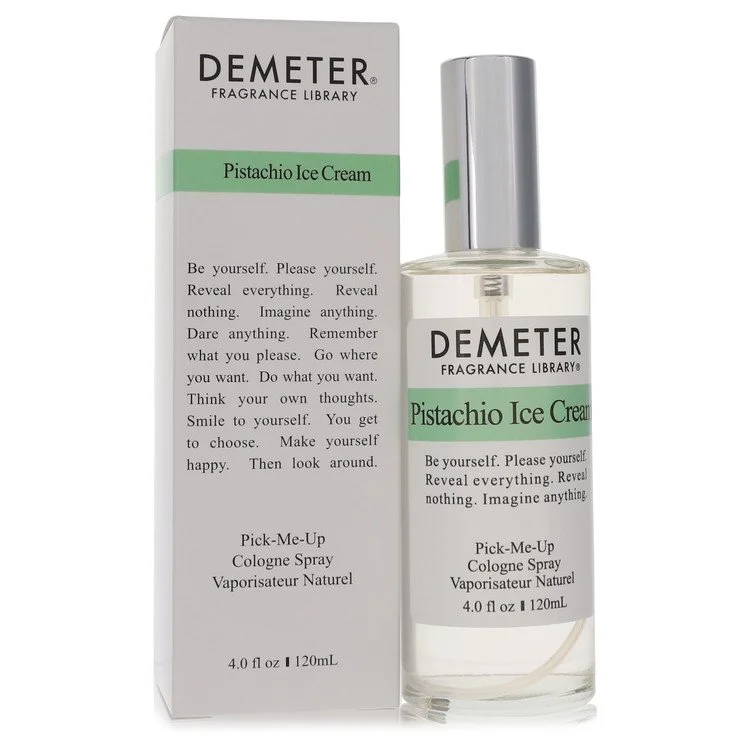 DEMETER®
FRAGRANCE LIBRARY
Pistachio Ice Cream
Be yourself. Please yourself.
Reveal everything. Reveal
nothing. Imagine anything.
Dare anything. Remember
what you please. Go where
you want. Do what you want.
Think your own thoughts.
Smile to yourself. You get
to choose. Make yourself
happy. Then look around.
Pick-Me-Up
Cologne Spray
Vaporisateur Naturel
4.0 fl oz 120mL
DEMETER
FRAGRANCE LIBRARY®
Pistachio Ice Cream
Be yourself. Please yourself.
Reveal everything. Reveal
nothing. Imagine anything.
Pick-Me-Up
Cologne Spray
Vaporisateur Naturel
4.0 fl oz 120mL